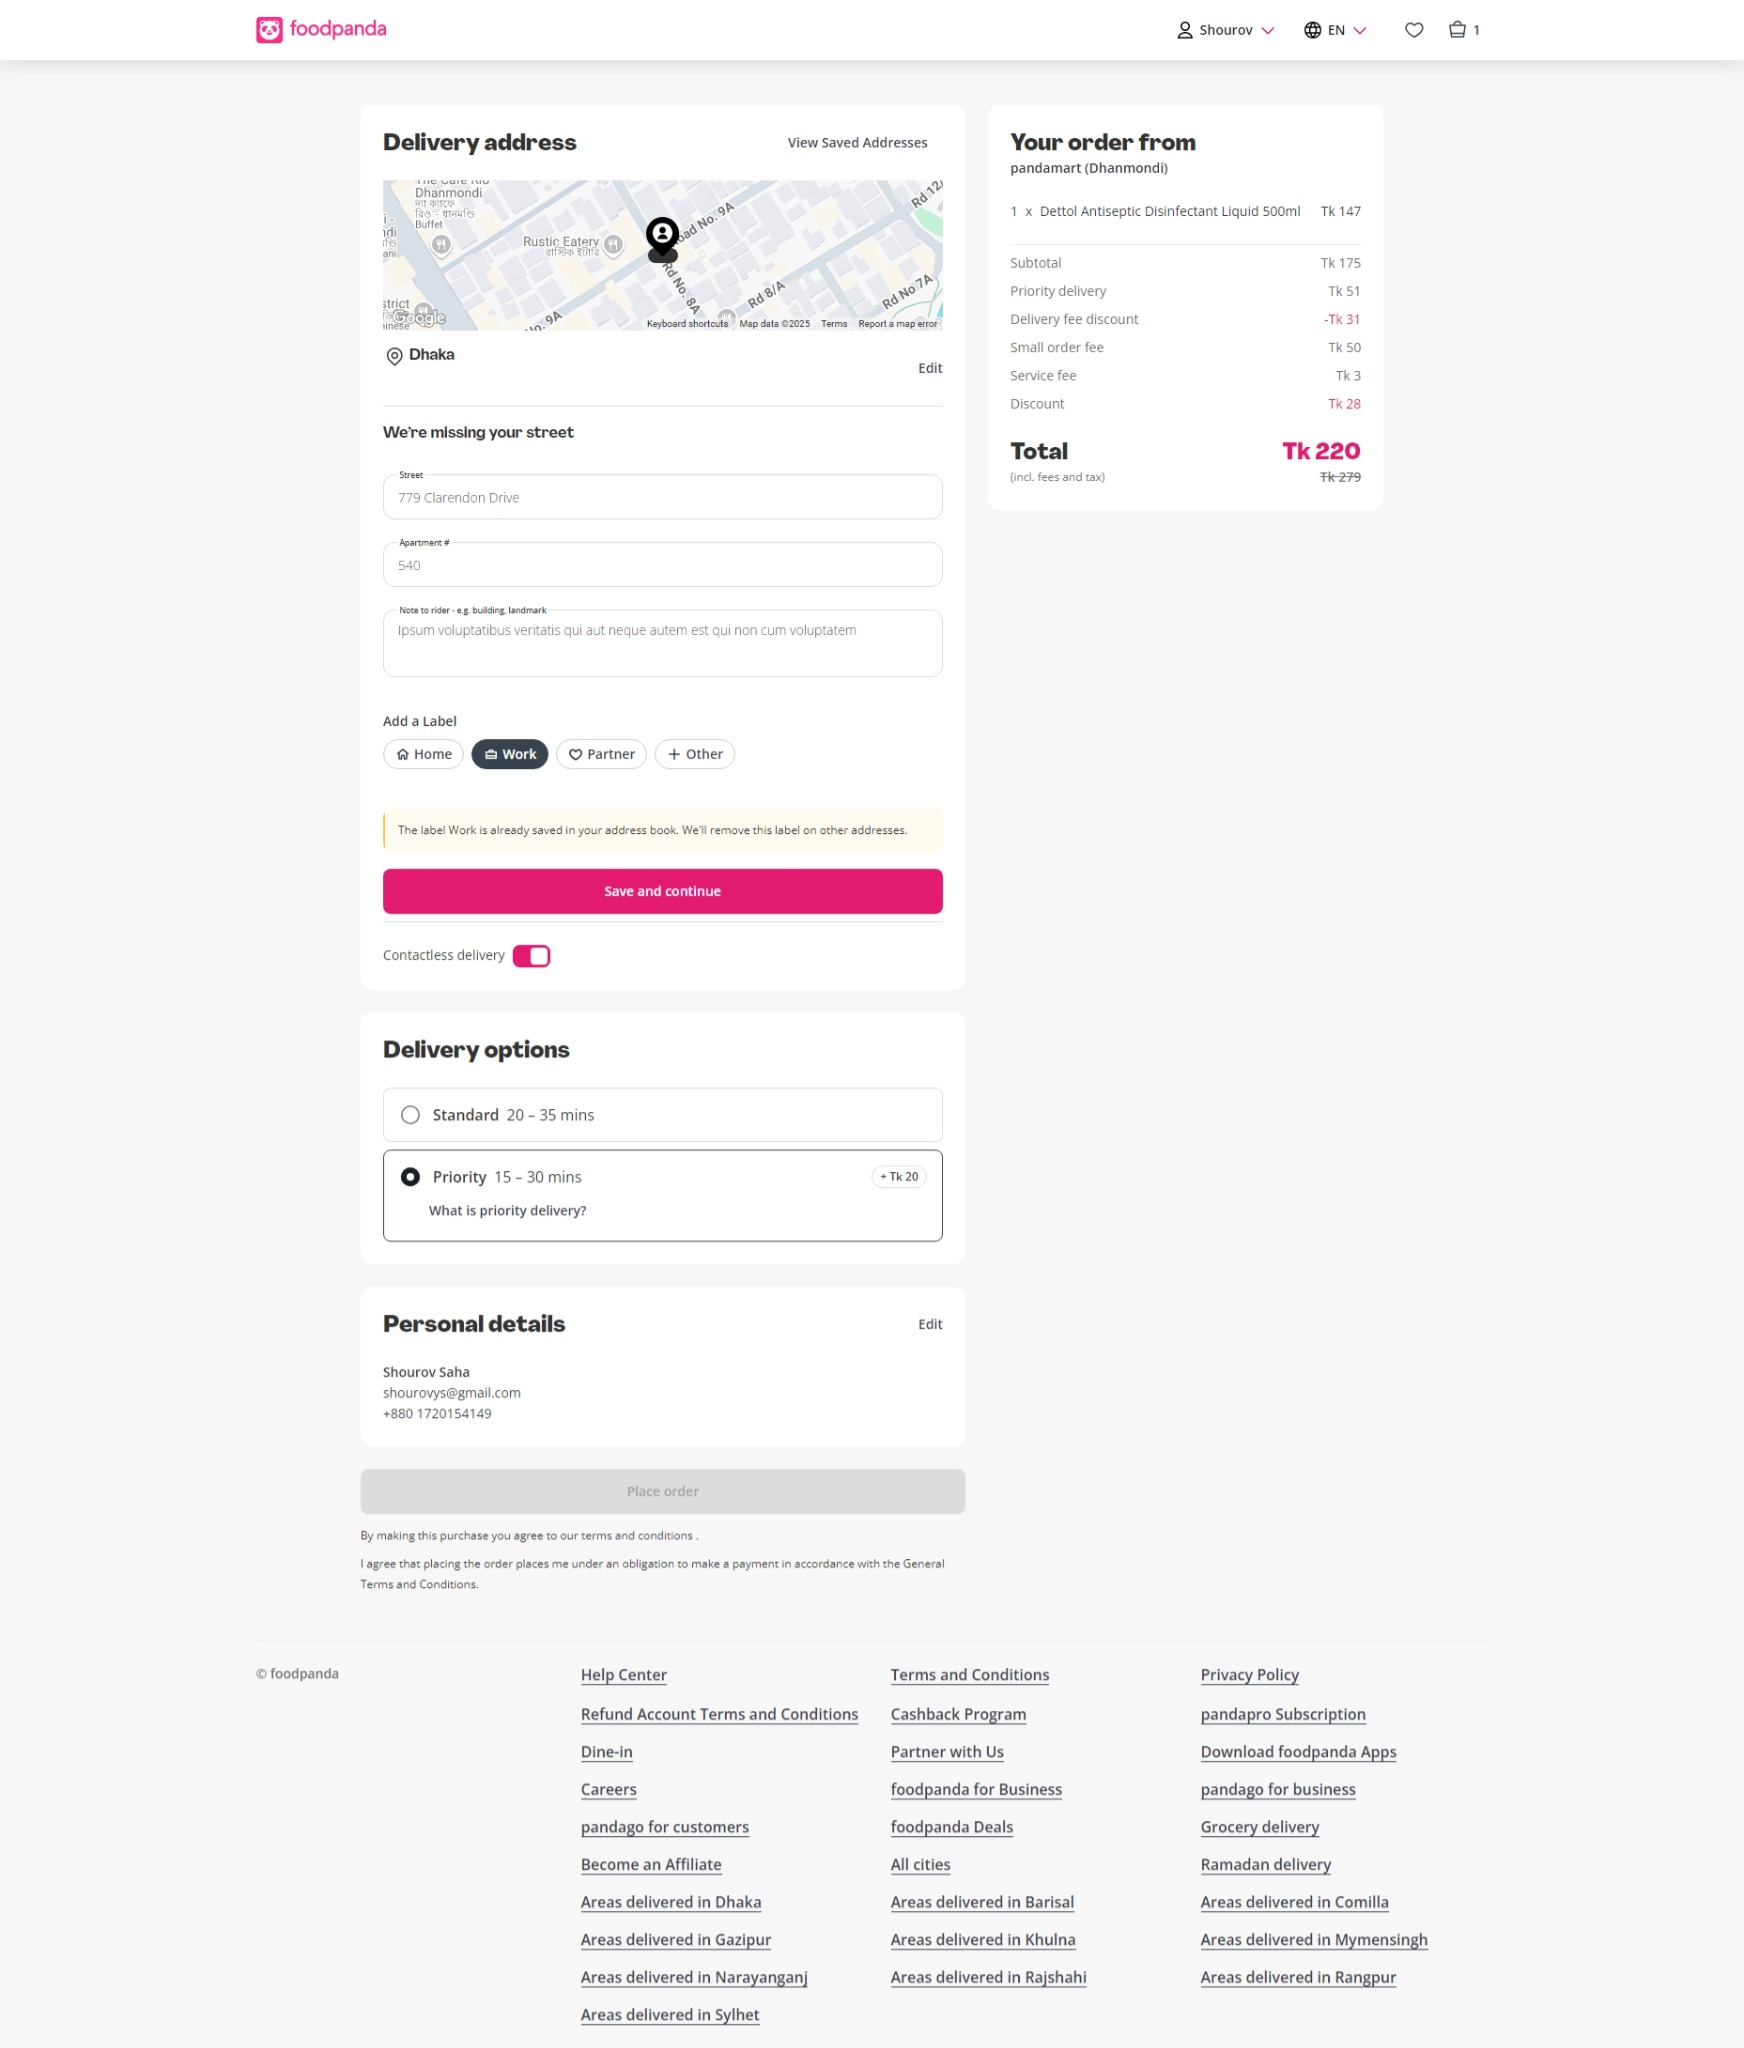 foodpanda
Shourov
EN
1
Delivery address
View Saved Addresses
Dhanmondi
দ্য ক্যাফে
রিও - ধানমন্ডি
Buffet
Rustic Eatery
রাস্টিক ইটারি
Road No. 9A
Rd No. 8A
Rd 8/A
Rd No 7A
Rd 12/
Google
Keyboard shortcuts
Map data ©2025
Terms
Report a map error
Dhaka
Edit
We're missing your street
Street
779 Clarendon Drive
Apartment #
540
Note to rider - e.g. building, landmark
Ipsum voluptatibus veritatis qui aut neque autem est qui non cum voluptatem
Add a Label
Home
Work
Partner
Other
The label Work is already saved in your address book. We'll remove this label on other addresses.
Save and continue
Contactless delivery
Delivery options
Standard 20 – 35 mins
Priority 15 – 30 mins
+ Tk 20
What is priority delivery?
Personal details
Edit
Shourov Saha
shourovys@gmail.com
+880 1720154149
Place order
By making this purchase you agree to our terms and conditions .
I agree that placing the order places me under an obligation to make a payment in accordance with the General
Terms and Conditions.
Your order from
pandamart (Dhanmondi)
1 x Dettol Antiseptic Disinfectant Liquid 500ml Tk 147
Subtotal Tk 175
Priority delivery Tk 51
Delivery fee discount -Tk 31
Small order fee Tk 50
Service fee Tk 3
Discount Tk 28
Total Tk 220
(incl. fees and tax) Tk 279
© foodpanda
Help Center
Terms and Conditions
Privacy Policy
Refund Account Terms and Conditions
Cashback Program
pandapro Subscription
Dine-in
Partner with Us
Download foodpanda Apps
Careers
foodpanda for Business
pandago for business
pandago for customers
foodpanda Deals
Grocery delivery
Become an Affiliate
All cities
Ramadan delivery
Areas delivered in Dhaka
Areas delivered in Barisal
Areas delivered in Comilla
Areas delivered in Gazipur
Areas delivered in Khulna
Areas delivered in Mymensingh
Areas delivered in Narayanganj
Areas delivered in Rajshahi
Areas delivered in Rangpur
Areas delivered in Sylhet